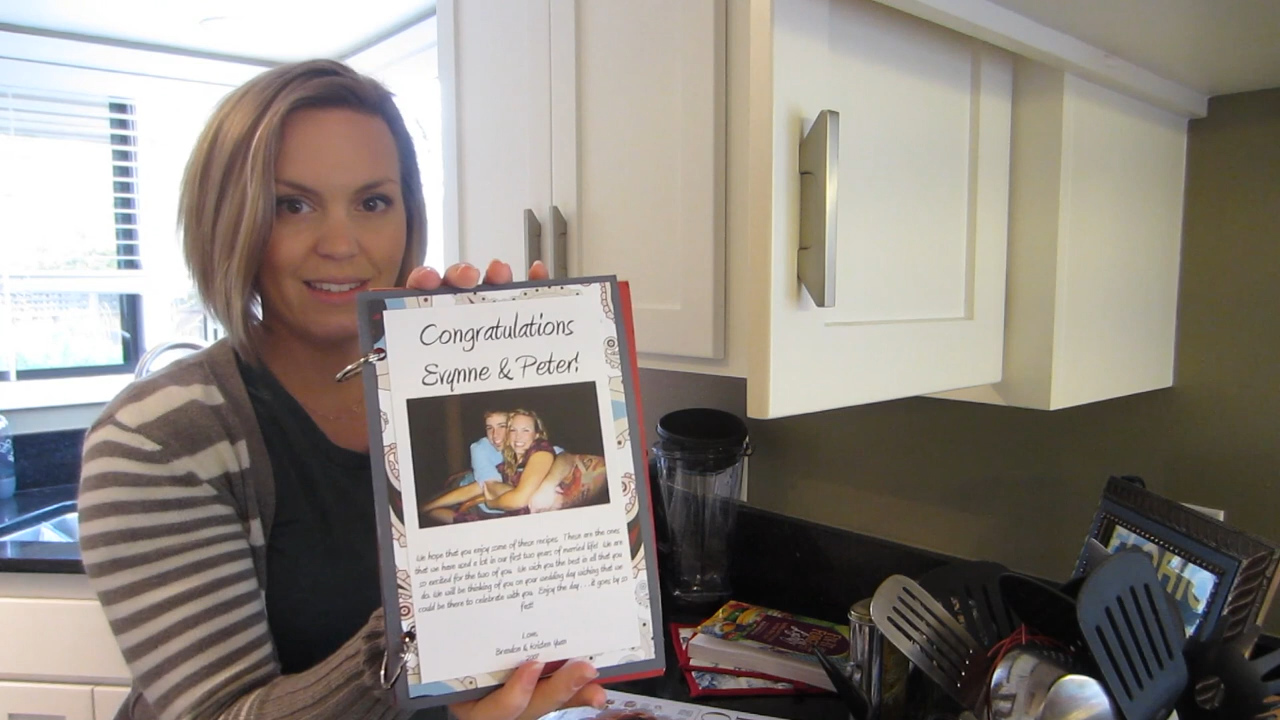 Congratulations
Evynne & Peter!
We hope that you enjoy some of these recipes. These are the ones
that we have used a lot in our first two years of married life! We are
so excited for the two of you. We wish you the best in all that you
do. We will be thinking of you on your wedding day wishing that we
could be there to celebrate with you. Enjoy the day . . . it goes by so
fast!
Love,
Brendon & Kristen
2007